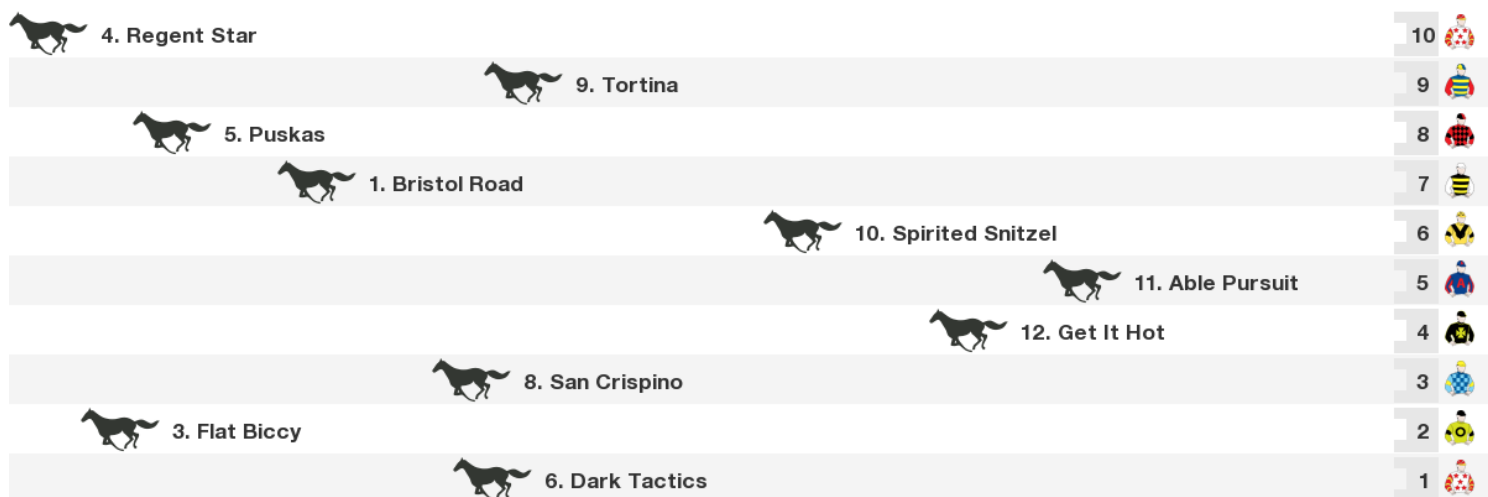 4. Regent Star 10
9. Tortina 9
5. Puskas 8
1. Bristol Road 7
10. Spirited Snitzel 6
11. Able Pursuit 5
A
12. Get It Hot 4
8. San Crispino 3
3. Flat Biccy 2
6. Dark Tactics 1